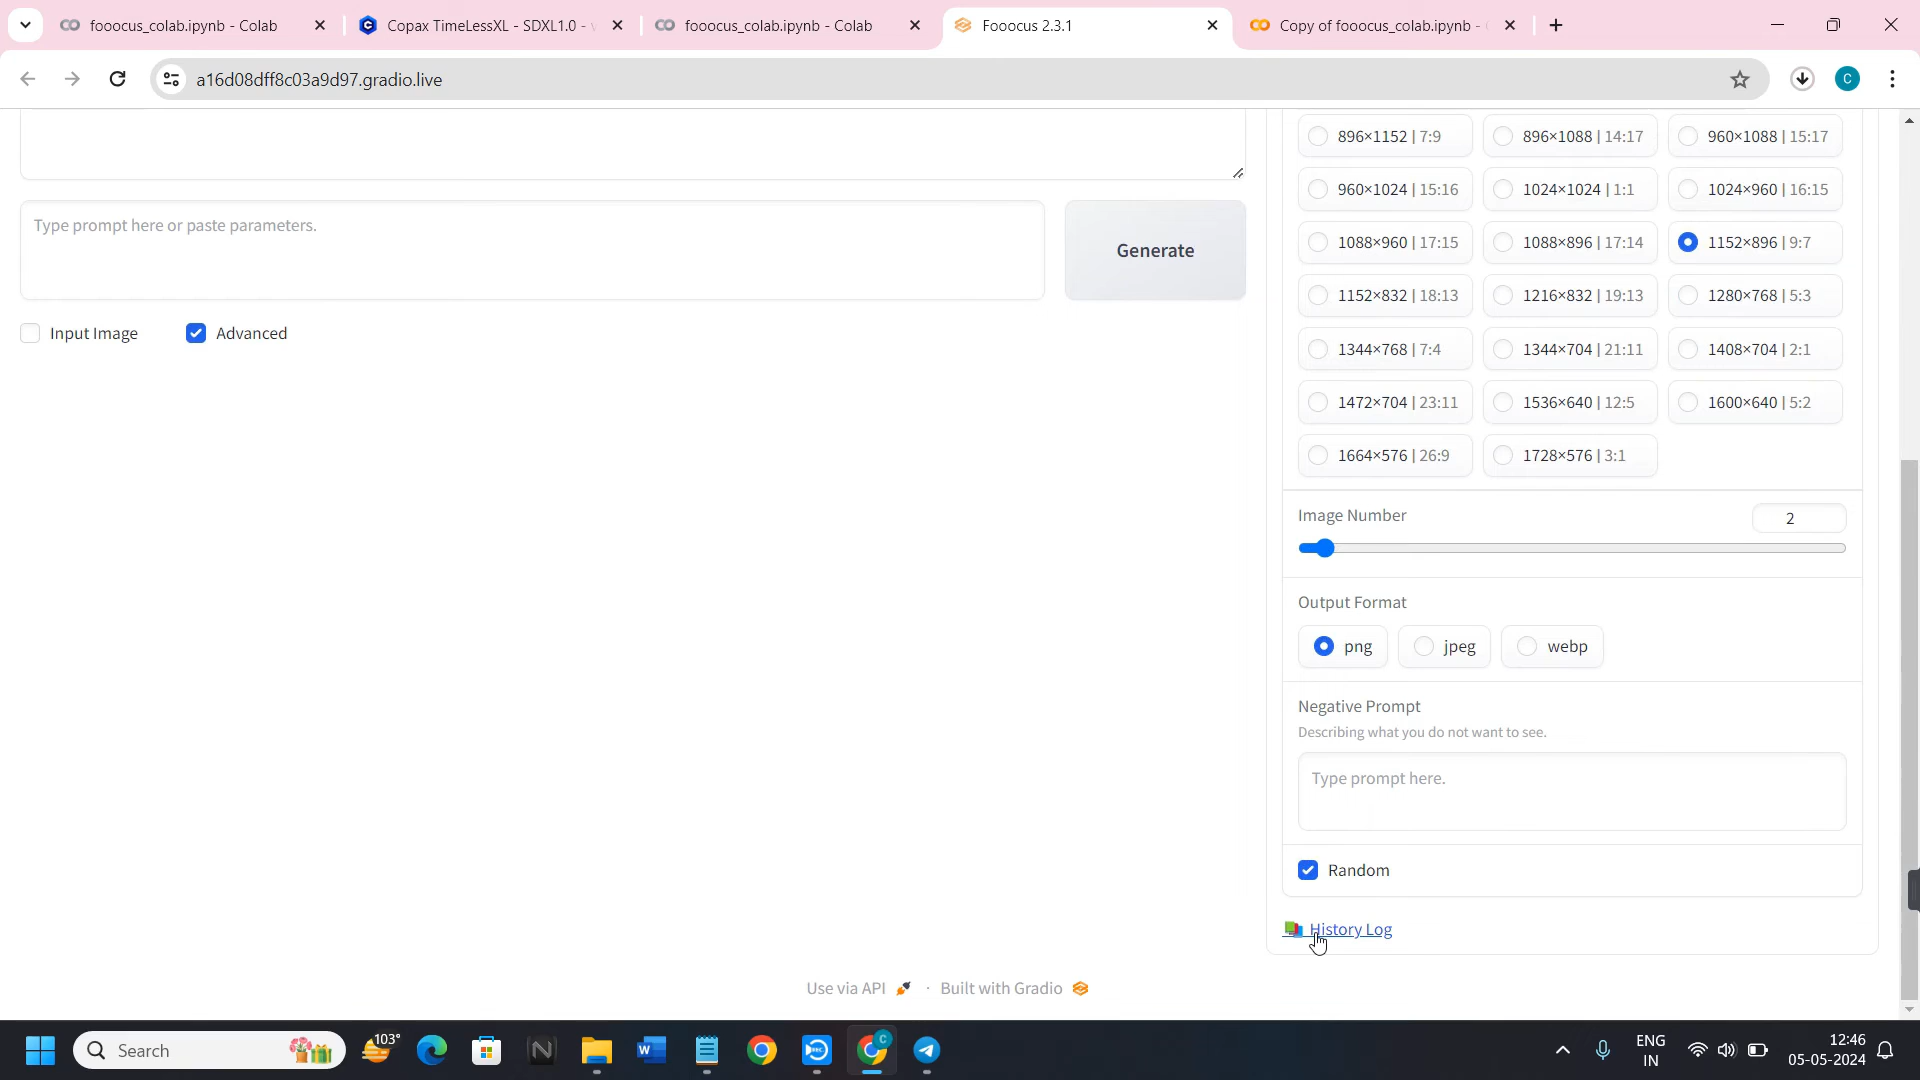 fooocus_colab.ipynb - Colab
Copax TimeLessXL - SDXL1.0 -
fooocus_colab.ipynb - Colab
Fooocus 2.3.1
Copy of fooocus_colab.ipynb -
a16d08dff8c03a9d97.gradio.live
C
896×1152 | 7:9
896×1088 | 14:17
960×1088 | 15:17
960×1024 | 15:16
1024×1024 | 1:1
1024×960 | 16:15
1088×960 | 17:15
1088×896 | 17:14
1152×896 | 9:7
1152×832 | 18:13
1216×832 | 19:13
1280×768 | 5:3
1344×768 | 7:4
1344×704 | 21:11
1408×704 | 2:1
1472×704 | 23:11
1536×640 | 12:5
1600×640 | 5:2
1664×576 | 26:9
1728×576 | 3:1
Type prompt here or paste parameters.
Generate
Input Image
Advanced
Image Number
2
Output Format
png
jpeg
webp
Negative Prompt
Describing what you do not want to see.
Type prompt here.
Random
History Log
Use via API
· Built with Gradio
Search
103°
ENG
IN
12:46
05-05-2024